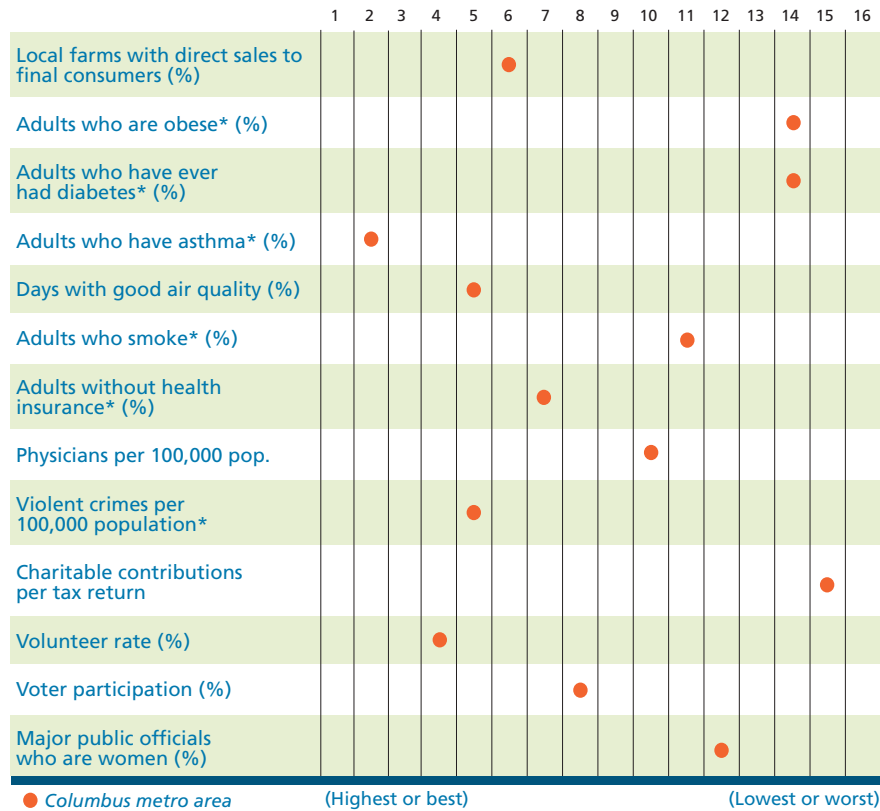 1 2 3 4 5 6 7 8 9 10 11 12 13 14 15 16
Local farms with direct sales to
final consumers (%)
Adults who are obese* (%)
Adults who have ever
had diabetes* (%)
Adults who have asthma* (%)
Days with good air quality (%)
Adults who smoke* (%)
Adults without health
insurance* (%)
Physicians per 100,000 pop.
Violent crimes per
100,000 population*
Charitable contributions
per tax return
Volunteer rate (%)
Voter participation (%)
Major public officials
who are women (%)
Columbus metro area (Highest or best) (Lowest or worst)